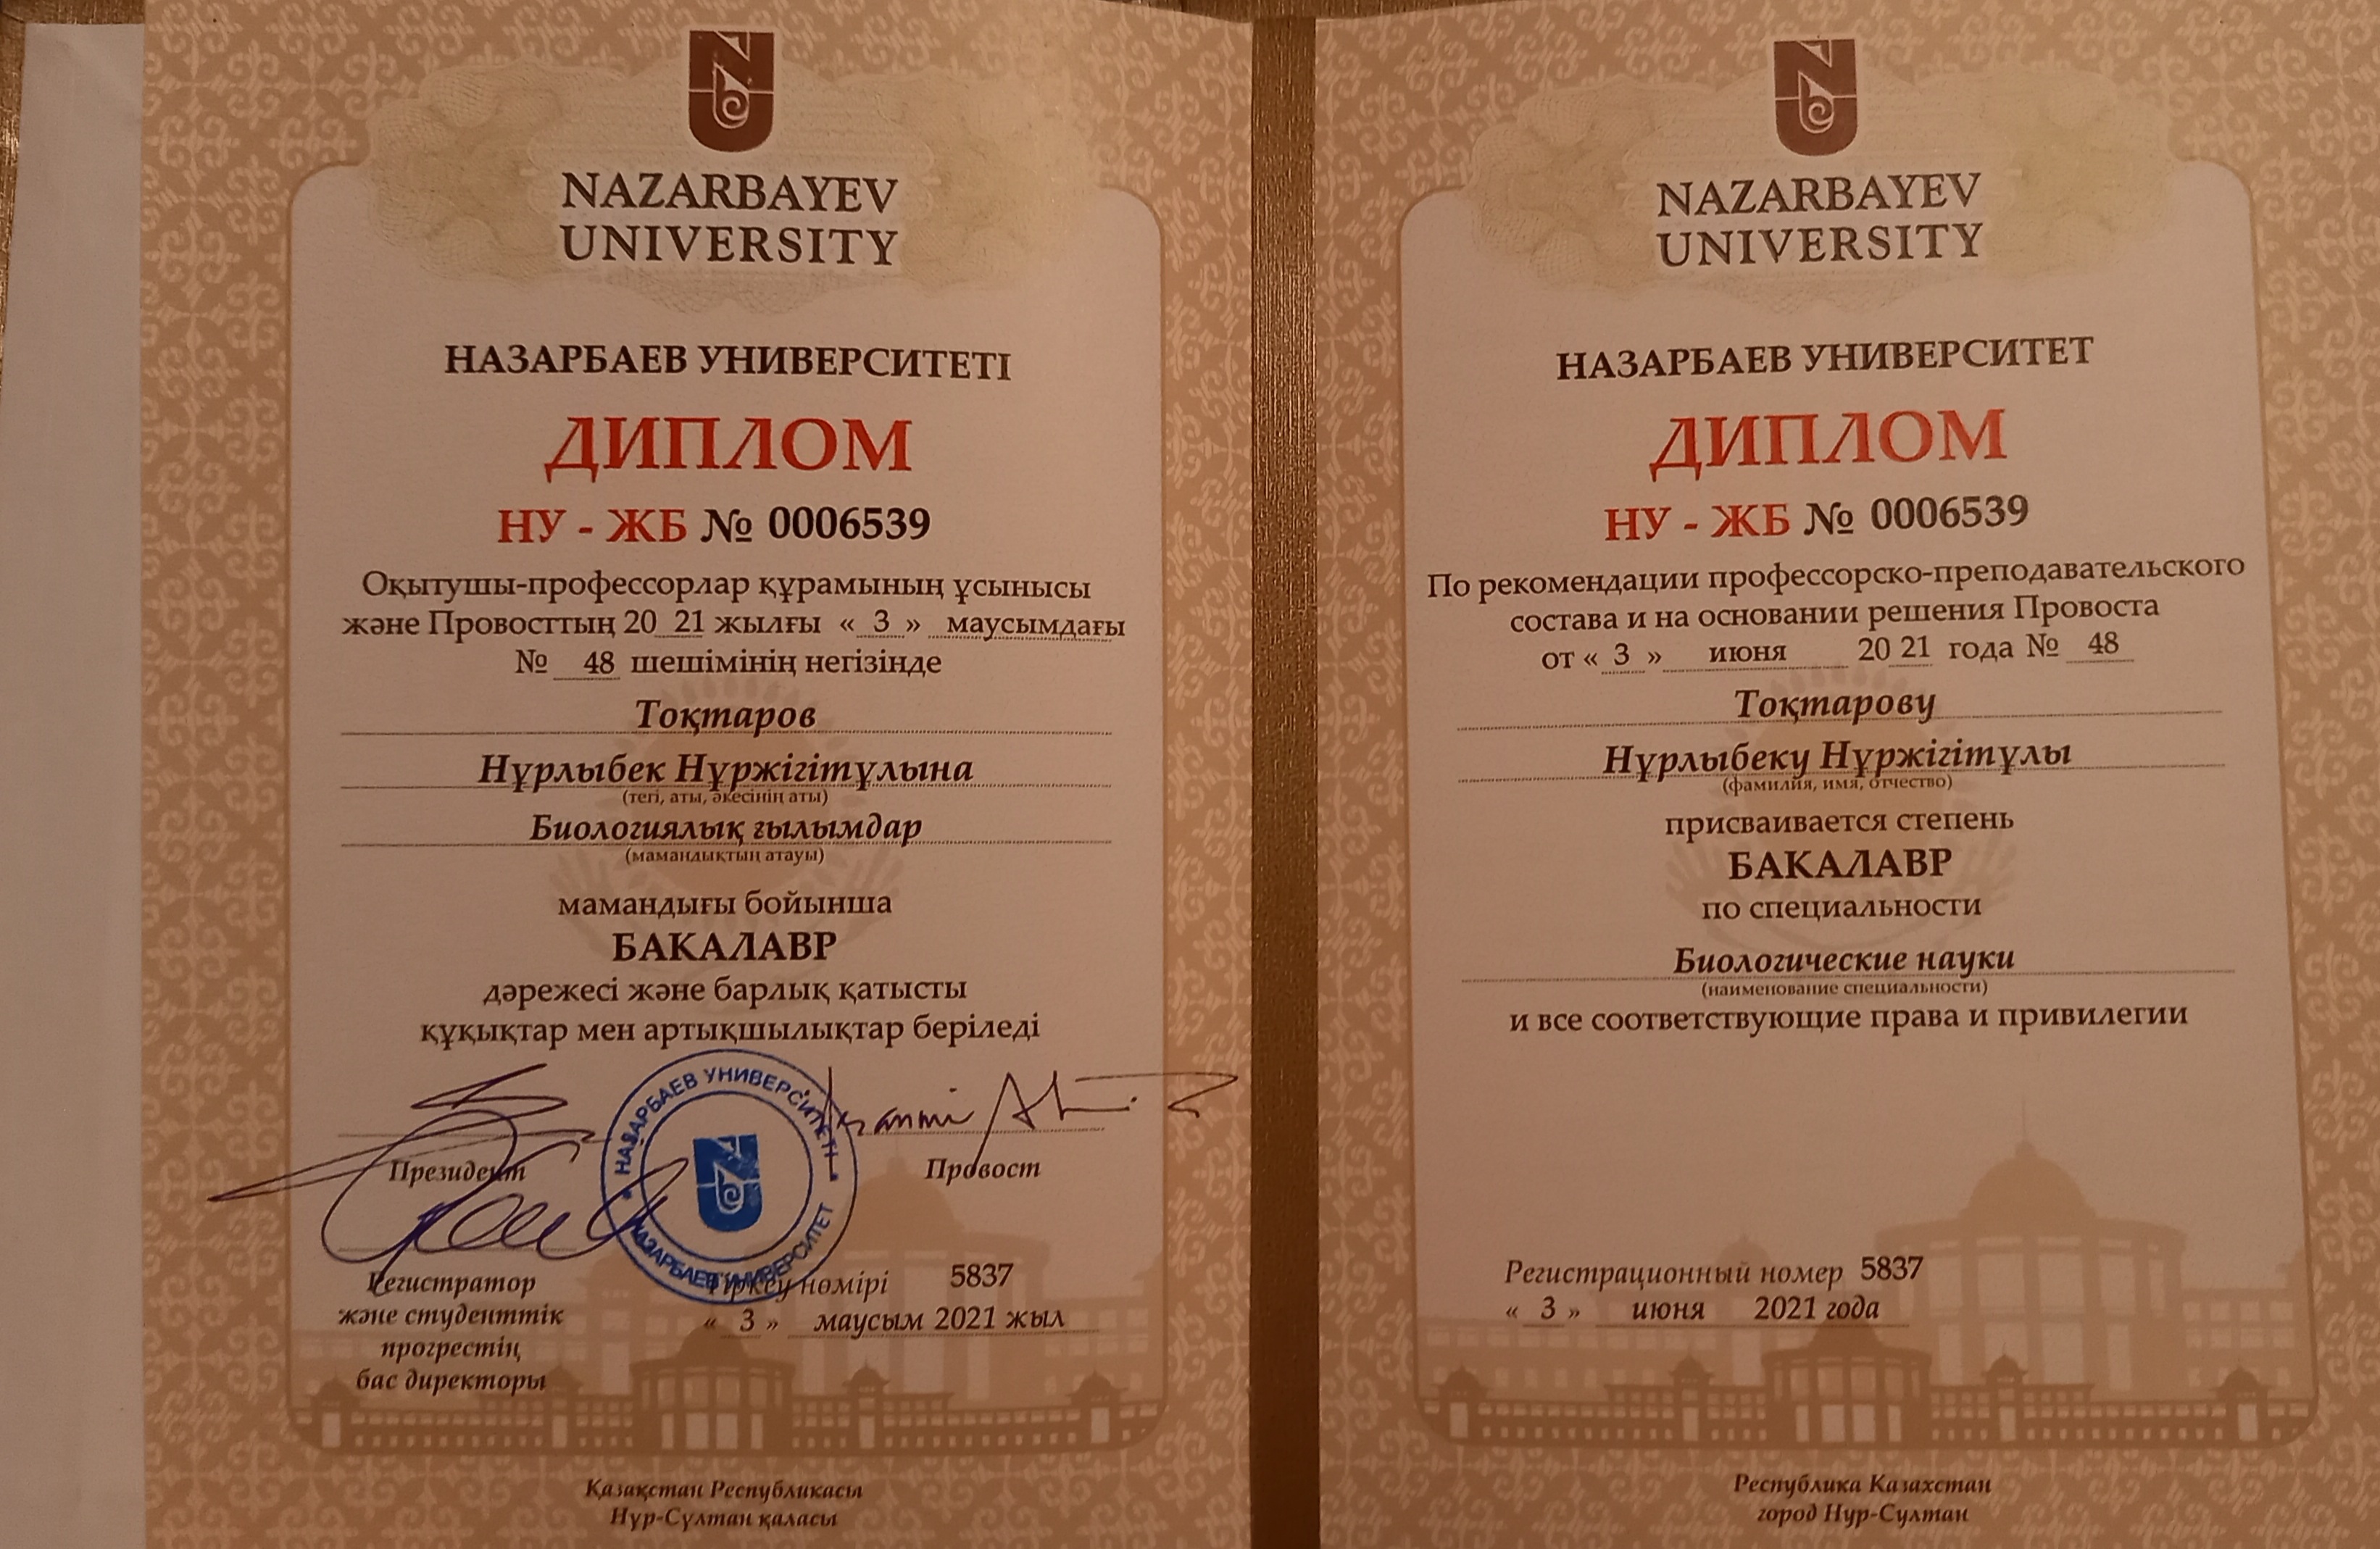 NAZARBAYEV
UNIVERSITY
НАЗАРБАЕВ УНИВЕРСИТЕТІ
ДИПЛОМ
НУ - ЖБ № 0006539
Оқытушы-профессорлар құрамының ұсынысы
және Провосттың 20 21 жылғы « 3 » маусымдағы
№ 48 шешімінің негізінде
Тоқтаров
Нұрлыбек Нұржігітұлына
(тегі, аты, әкесінің аты)
Биологиялық ғылымдар
(мамандықтың атауы)
мамандығы бойынша
БАКАЛАВР
дәрежесі және барлық қатысты
құқықтар мен артықшылықтар беріледі
НАЗАРБАЕВ УНИВЕРСИТЕТІ
НАЗАРБАЕВ УНИВЕРСИТЕТ
Президент
Провост
Регистратор
және студенттік
прогрестің
бас директоры
Тіркеу нөмірі 5837
« 3 » маусым 2021 жыл
Қазақстан Республикасы
Нұр-Сұлтан қаласы
NAZARBAYEV
UNIVERSITY
НАЗАРБАЕВ УНИВЕРСИТЕТ
ДИПЛОМ
НУ - ЖБ № 0006539
По рекомендации профессорско-преподавательского
состава и на основании решения Провоста
от « 3 » июня 20 21 года № 48
Тоқтарову
Нұрлыбеку Нұржігітұлы
(фамилия, имя, отчество)
присваивается степень
БАКАЛАВР
по специальности
Биологические науки
(наименование специальности)
и все соответствующие права и привилегии
Регистрационный номер 5837
« 3 » июня 2021 года
Республика Казахстан
город Нур-Султан